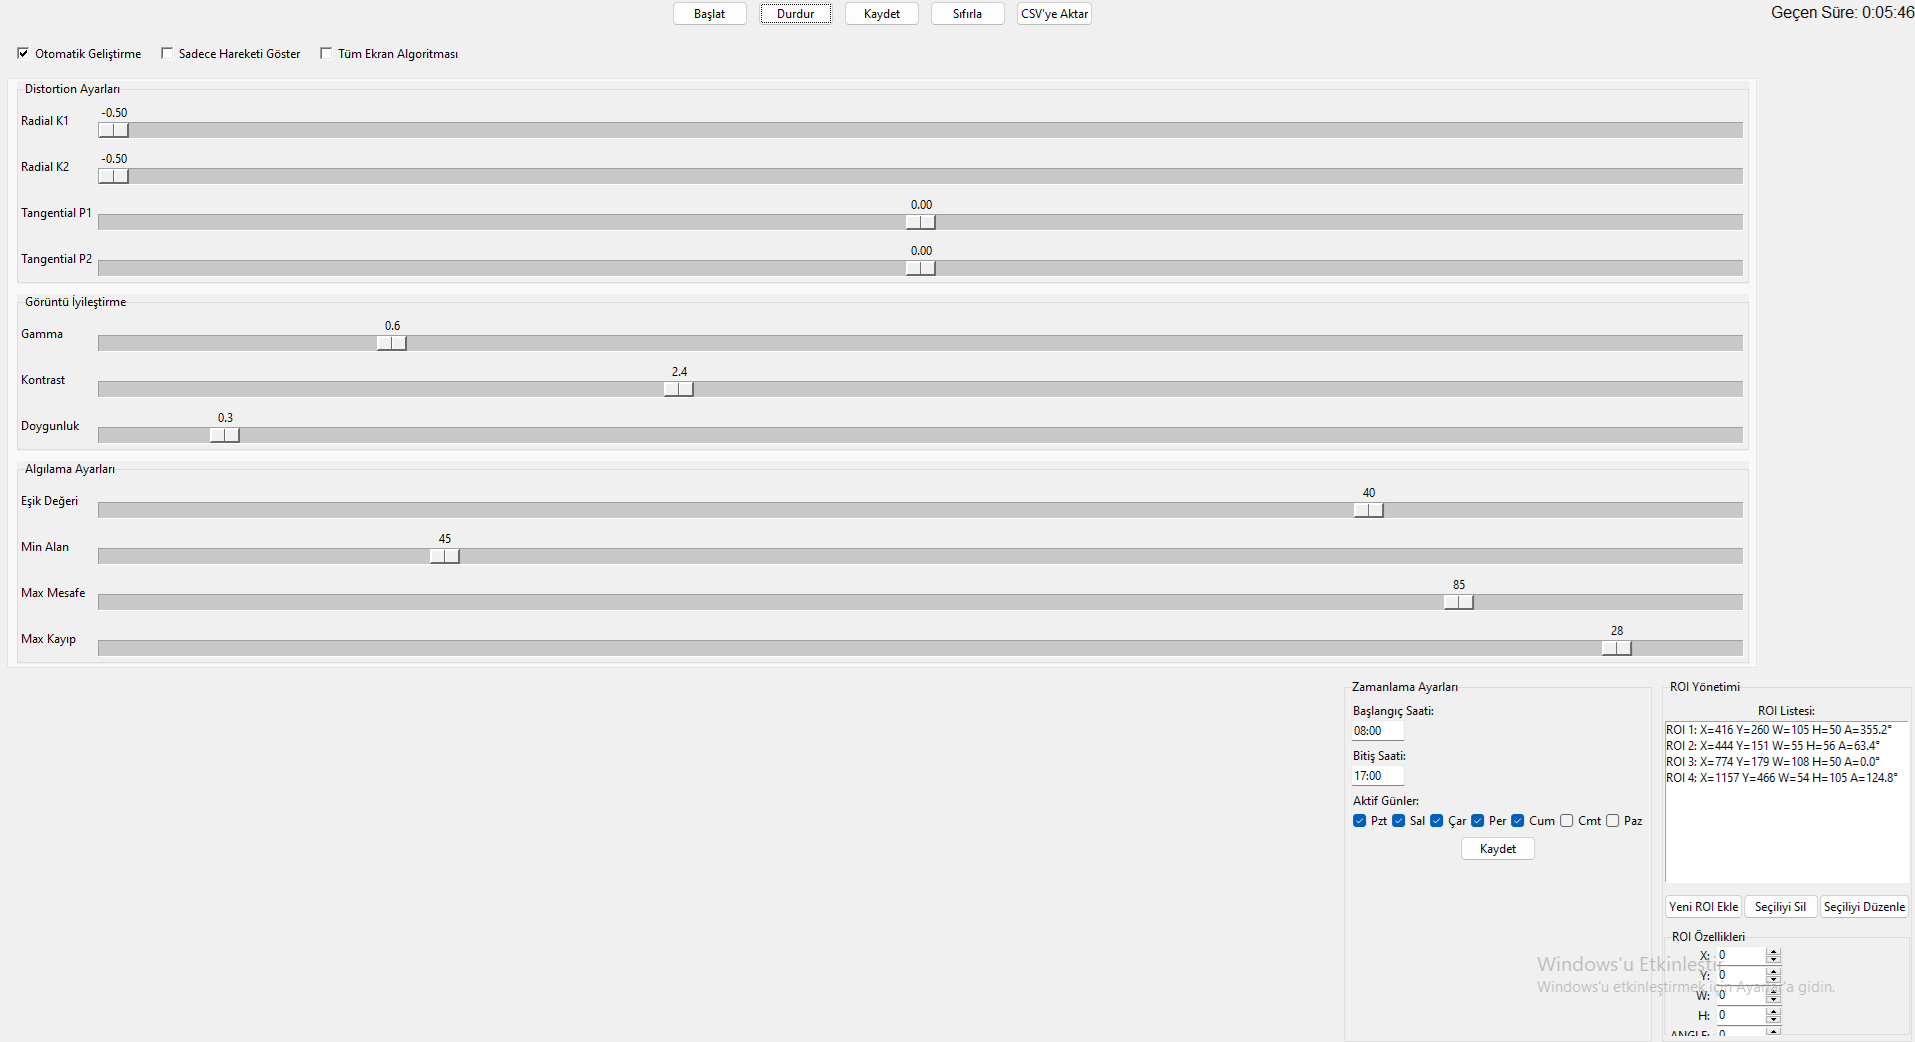 Başlat Durdur Kaydet Sıfırla CSV'ye Aktar Geçen Süre: 0:05:46
Otomatik Geliştirme Sadece Hareketi Göster Tüm Ekran Algoritması
Distortion Ayarları
-0.50
Radial K1
-0.50
Radial K2
0.00
Tangential P1
0.00
Tangential P2
Görüntü İyileştirme
0.6
Gamma
2.4
Kontrast
0.3
Doygunluk
Algılama Ayarları
40
Eşik Değeri
45
Min Alan
85
Max Mesafe
28
Max Kayıp
Zamanlama Ayarları
Başlangıç Saati:
08:00
Bitiş Saati:
17:00
Aktif Günler:
Pzt Sal Çar Per Cum Cmt Paz
Kaydet
ROI Yönetimi
ROI Listesi:
ROI 1: X=416 Y=260 W=105 H=50 A=355.2°
ROI 2: X=444 Y=151 W=55 H=56 A=63.4°
ROI 3: X=774 Y=179 W=108 H=50 A=0.0°
ROI 4: X=1157 Y=466 W=54 H=105 A=124.8°
Yeni ROI Ekle Seçiliyi Sil Seçiliyi Düzenle
ROI Özellikleri
X: 0
Y: 0
W: 0
H: 0
ANGLE: 0
Windows'u Etkinleştir
Windows'u etkinleştirmek için Ayarlar'a gidin.